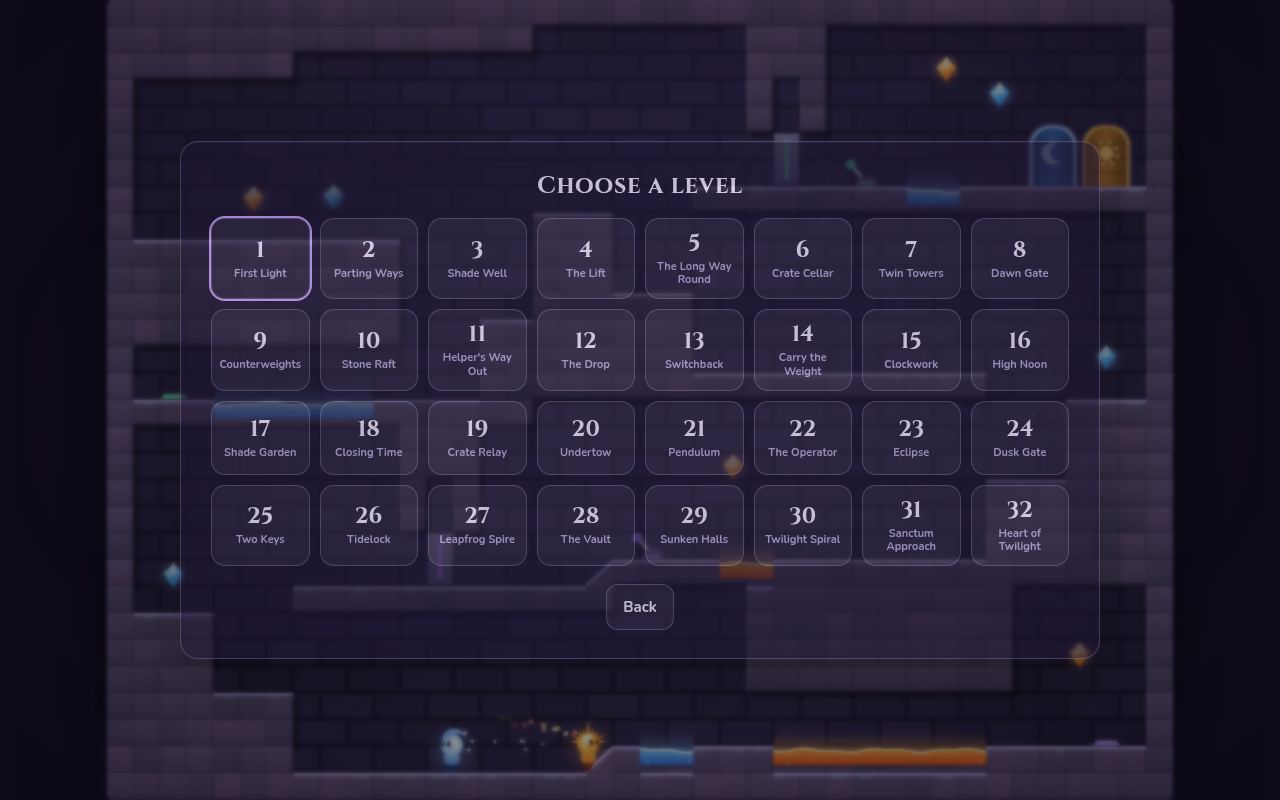 Choose a level
1
First Light
2
Parting Ways
3
Shade Well
4
The Lift
5
The Long Way
Round
6
Crate Cellar
7
Twin Towers
8
Dawn Gate
9
Counterweights
10
Stone Raft
11
Helper's Way
Out
12
The Drop
13
Switchback
14
Carry the
Weight
15
Clockwork
16
High Noon
17
Shade Garden
18
Closing Time
19
Crate Relay
20
Undertow
21
Pendulum
22
The Operator
23
Eclipse
24
Dusk Gate
25
Two Keys
26
Tidelock
27
Leapfrog Spire
28
The Vault
29
Sunken Halls
30
Twilight Spiral
31
Sanctum
Approach
32
Heart of
Twilight
Back